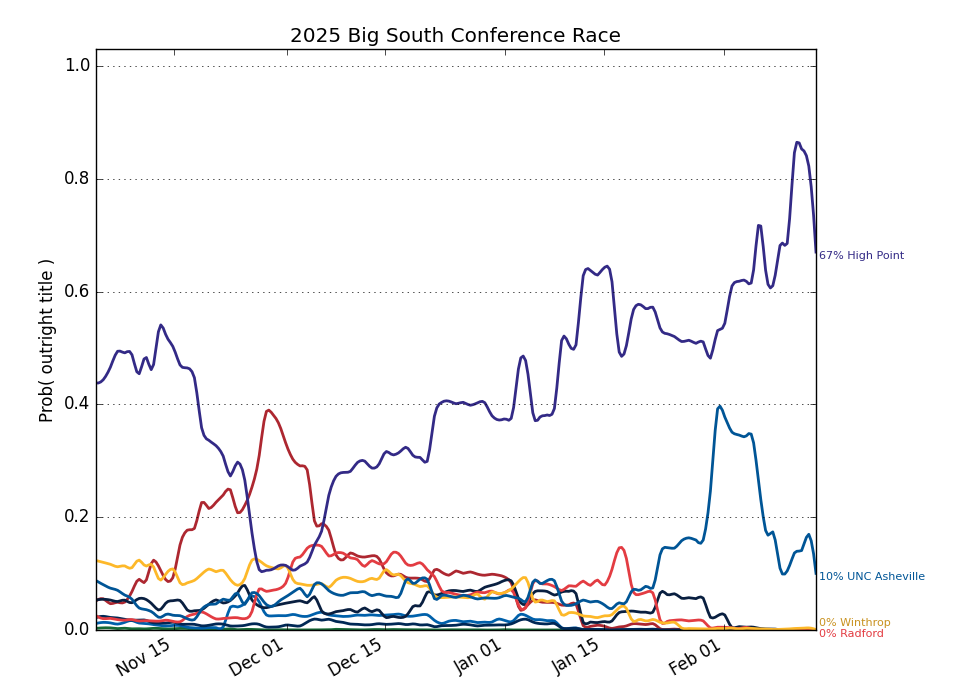 2025 Big South Conference Race
Prob( outright title )
1.0
0.8
0.6
0.4
0.2
0.0
67% High Point
10% UNC Asheville
0% Winthrop
0% Radford
Nov 15
Dec 01
Dec 15
Jan 01
Jan 15
Feb 01